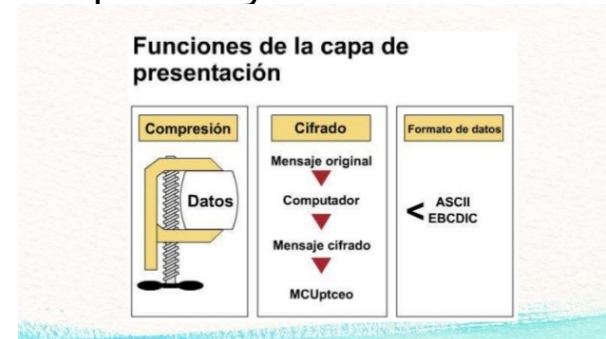 Funciones de la capa de
presentación
Compresión
Datos
Cifrado
Mensaje original
Computador
Mensaje cifrado
MCUptceo
Formato de datos
< ASCII
EBCDIC